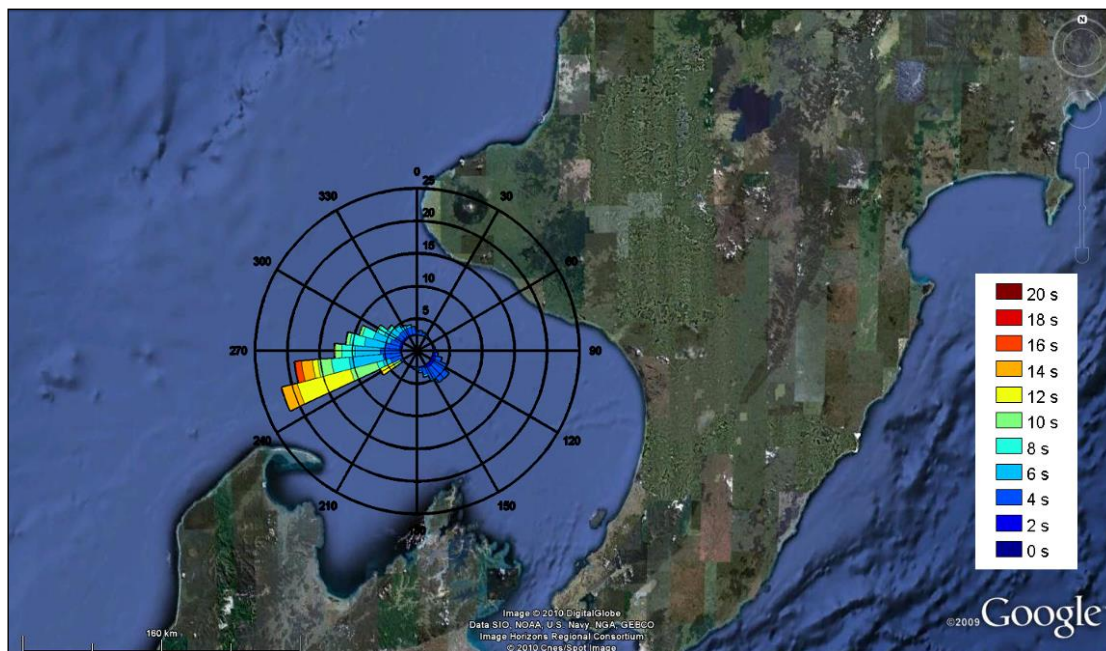 N
0
330
30
25
20
15
10
5
300
60
270
90
240
120
210
150
20 s
18 s
16 s
14 s
12 s
10 s
8 s
6 s
4 s
2 s
0 s
160 km
Image © 2010 DigitalGlobe
Data SIO, NOAA, U.S. Navy, NGA, GEBCO
Image Horizons Regional Consortium
© 2010 Cnes/Spot Image
©2009 Google